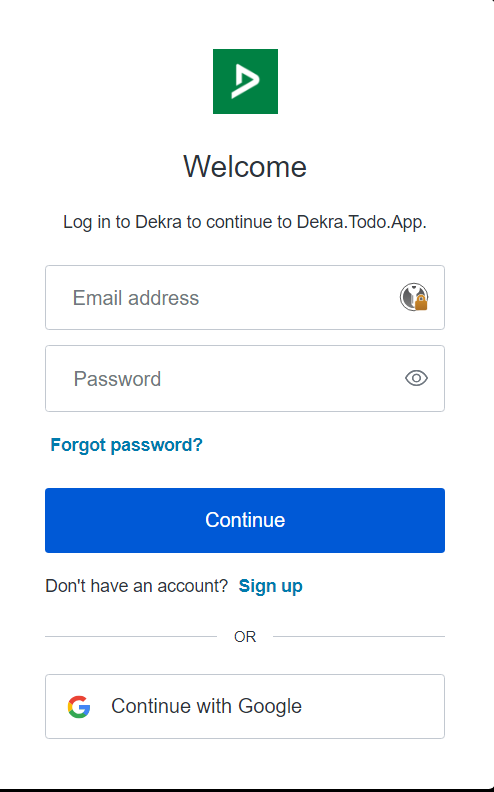 Welcome
Log in to Dekra to continue to Dekra.Todo.App.
Email address
Password
Forgot password?
Continue
Don't have an account? Sign up
OR
Continue with Google